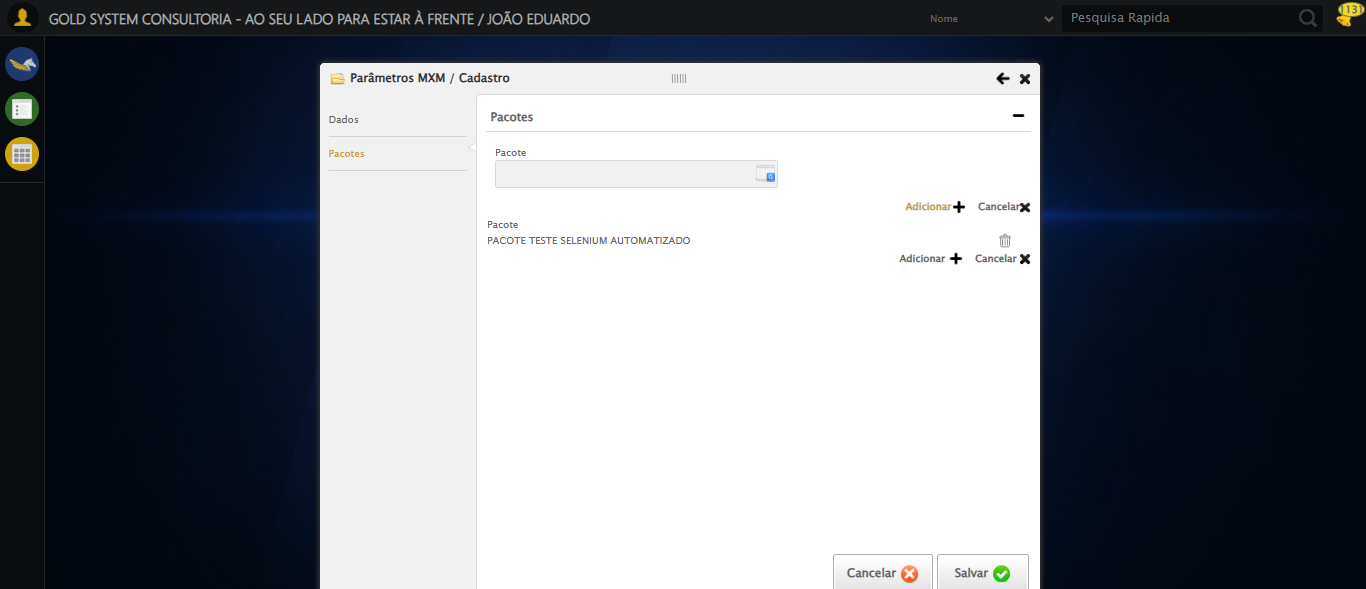 GOLD SYSTEM CONSULTORIA - AO SEU LADO PARA ESTAR À FRENTE / JOÃO EDUARDO
Nome
Pesquisa Rapida
113
Parâmetros MXM / Cadastro
Dados
Pacotes
Pacotes
Pacote
Adicionar Cancelar
Pacote
PACOTE TESTE SELENIUM AUTOMATIZADO
Adicionar Cancelar
Cancelar Salvar